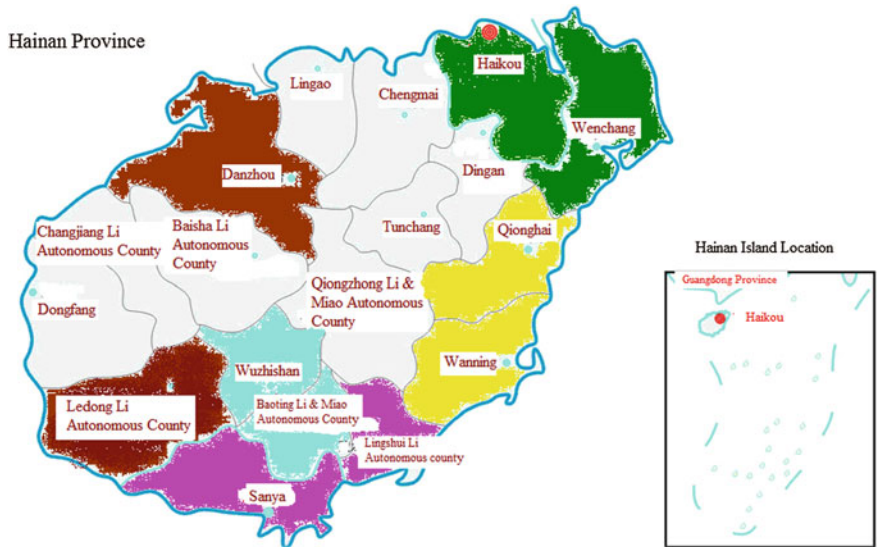 Hainan Province
Haikou
Lingao
Chengmai
Wenchang
Danzhou
Dingan
Changjiang Li
Autonomous County
Baisha Li
Autonomous
County
Tunchang
Qionghai
Qiongzhong Li &
Miao Autonomous
County
Dongfang
Wuzhishan
Wanning
Ledong Li
Autonomous County
Baoting Li & Miao
Autonomous County
Lingshui Li
Autonomous county
Sanya
Hainan Island Location
Guangdong Province
Haikou